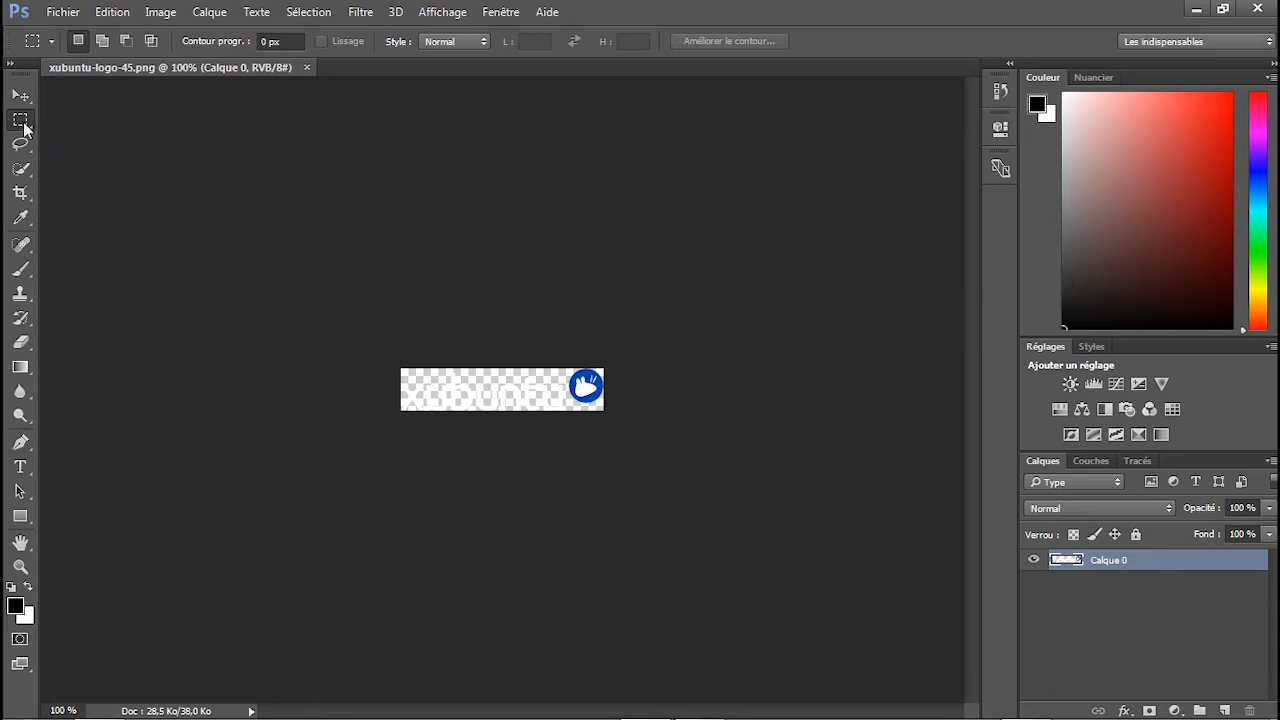 Ps Fichier Edition Image Calque Texte Sélection Filtre 3D Affichage Fenêtre Aide
Contour progr. : 0 px Lissage Style : Normal L : H : Améliorer le contour... Les indispensables
xubuntu-logo-45.png @ 100% (Calque 0, RVB/8#) ×
Couleur Nuancier
xubuntu
Réglages Styles
Ajouter un réglage
Calques Couches Tracés
Type
Normal Opacité : 100 %
Verrou : Fond : 100 %
Calque 0
100 % Doc : 28,5 Ko/38,0 Ko